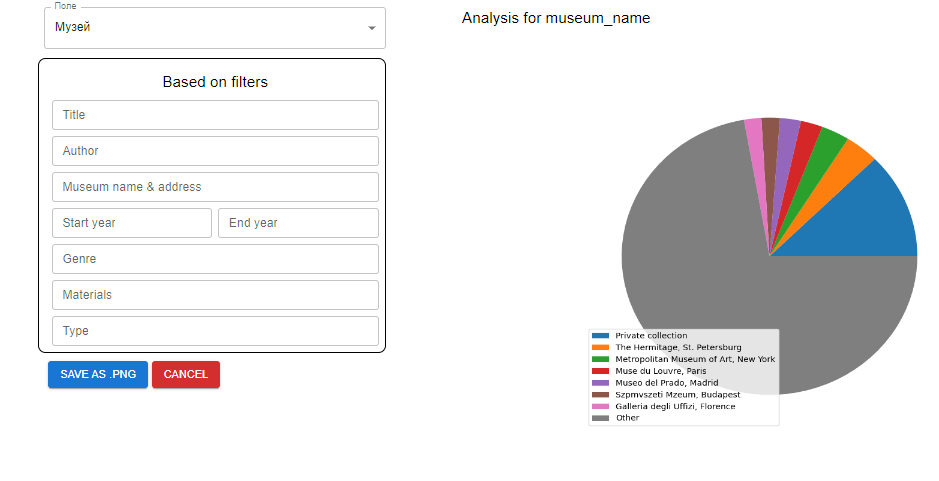 Поле
Музей
Based on filters
Title
Author
Museum name & address
Start year
End year
Genre
Materials
Type
SAVE AS .PNG
CANCEL
Analysis for museum_name
Private collection
The Hermitage, St. Petersburg
Metropolitan Museum of Art, New York
Muse du Louvre, Paris
Museo del Prado, Madrid
Szpmvszeti Mzeum, Budapest
Galleria degli Uffizi, Florence
Other